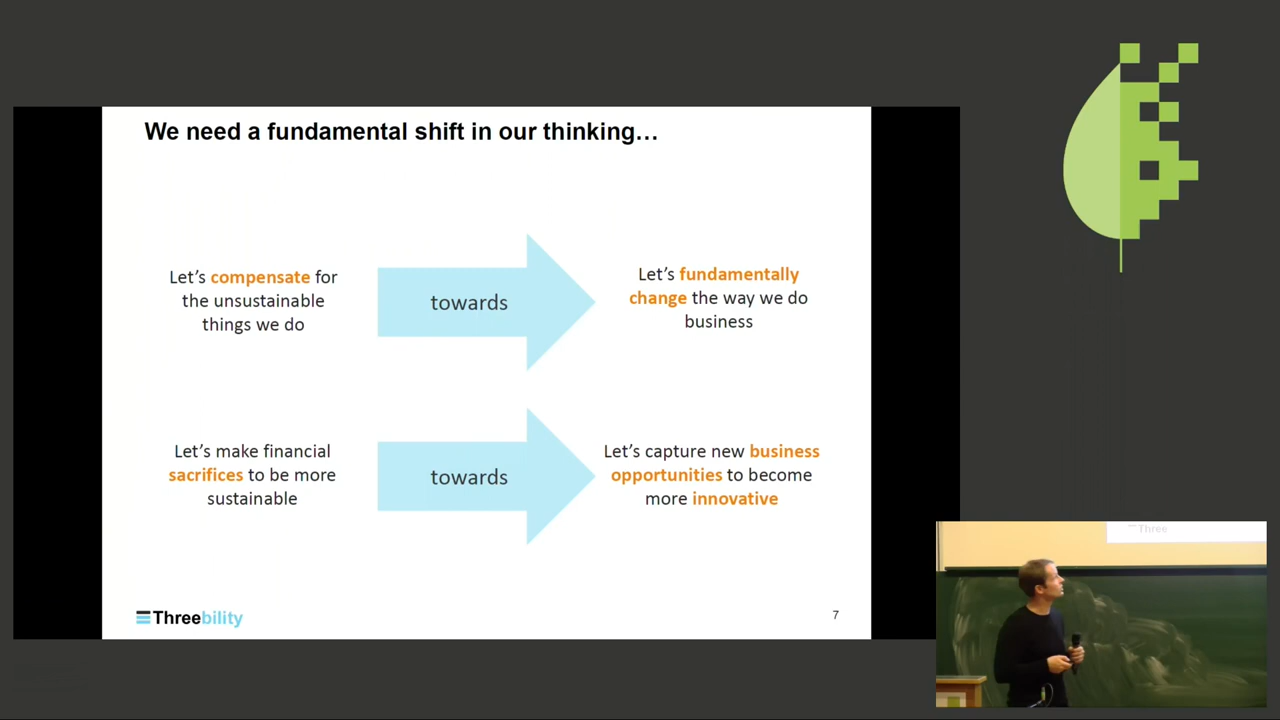 We need a fundamental shift in our thinking…
Let's compensate for
the unsustainable
things we do
towards
Let's fundamentally
change the way we do
business
Let's make financial
sacrifices to be more
sustainable
towards
Let's capture new business
opportunities to become
more innovative
Threebility
7
Three